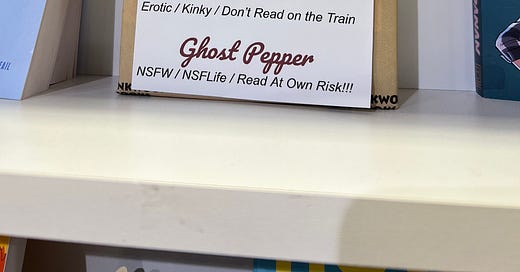 Erotic / Kinky / Don't Read on the Train
Ghost Pepper
NSFW / NSFLife / Read At Own Risk!!!